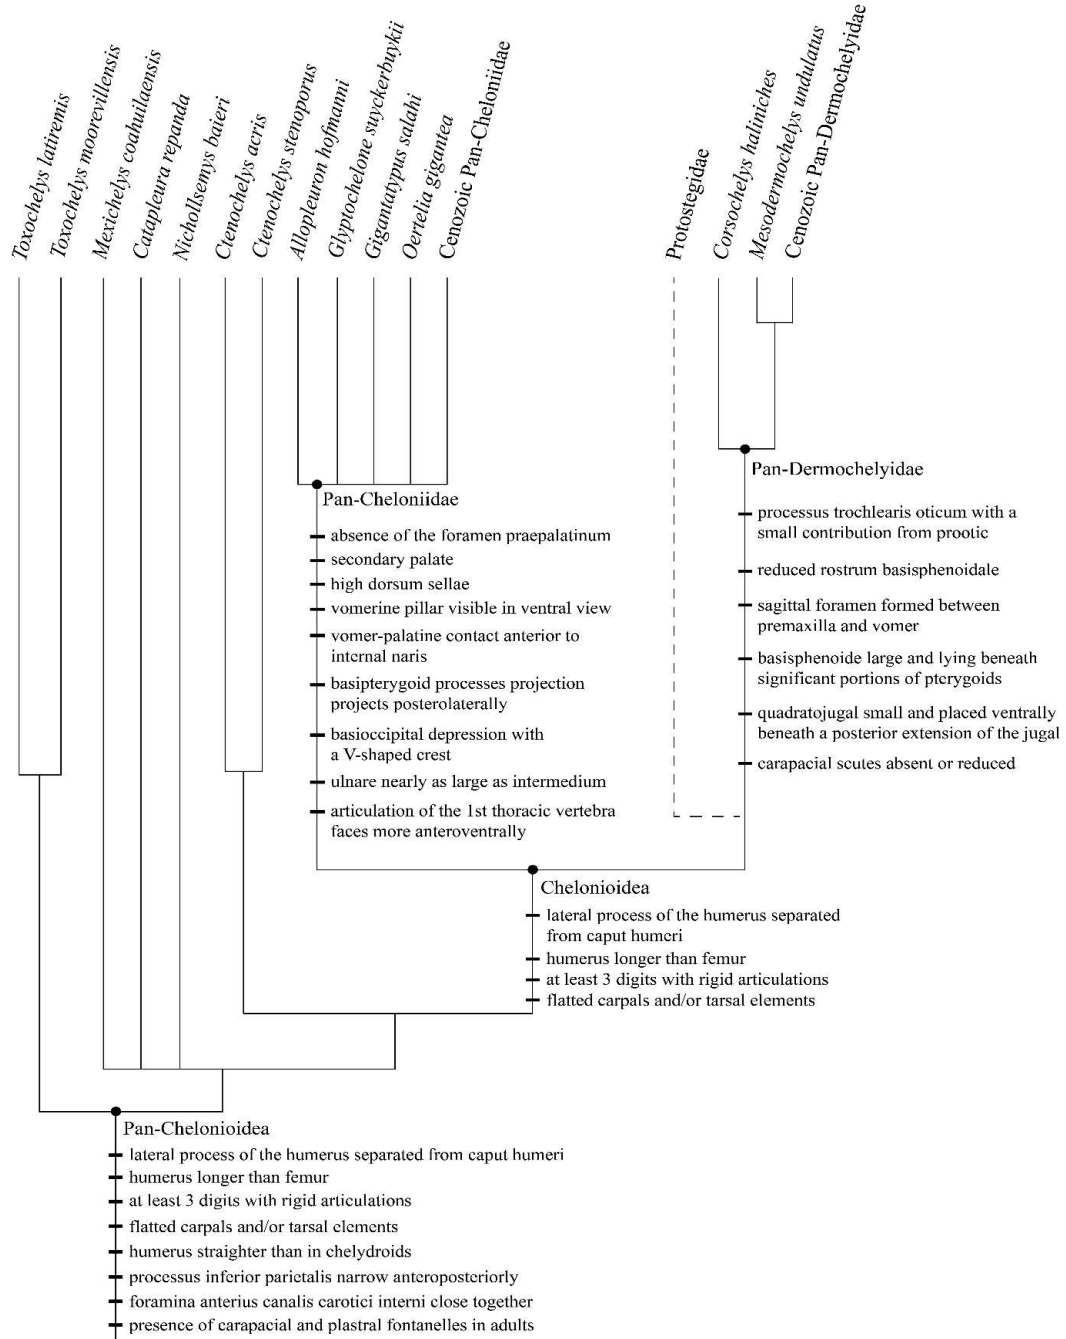 Toxochelys latiremis
Toxochelys moorevillensis
Mexichelys coahuilaensis
Catapleura repanda
Nichollsemys baieri
Ctenochelys acris
Ctenochelys stenoporus
Allopleuron hofmanni
Glyptochelone suyckerbuykii
Gigantatypus salahi
Oertelia gigantea
Cenozoic Pan-Cheloniidae
Protostegidae
Corsochelys haliniches
Mesodermochelys undulatus
Cenozoic Pan-Dermochelyidae
Pan-Cheloniidae
absence of the foramen praepalatinum
secondary palate
high dorsum sellae
vomerine pillar visible in ventral view
vomer-palatine contact anterior to
internal naris
basipterygoid processes projection
projects posterolaterally
basioccipital depression with
a V-shaped crest
ulnare nearly as large as intermedium
articulation of the 1st thoracic vertebra
faces more anteroventrally
Pan-Dermochelyidae
processus trochlearis oticum with a
small contribution from prootic
reduced rostrum basisphenoidale
sagittal foramen formed between
premaxilla and vomer
basisphenoide large and lying beneath
significant portions of pterygoids
quadratojugal small and placed ventrally
beneath a posterior extension of the jugal
carapacial scutes absent or reduced
Chelonioidea
lateral process of the humerus separated
from caput humeri
humerus longer than femur
at least 3 digits with rigid articulations
flatted carpals and/or tarsal elements
Pan-Chelonioidea
lateral process of the humerus separated from caput humeri
humerus longer than femur
at least 3 digits with rigid articulations
flatted carpals and/or tarsal elements
humerus straighter than in chelydroids
processus inferior parietalis narrow anteroposteriorly
foramina anterius canalis carotici interni close together
presence of carapacial and plastral fontanelles in adults